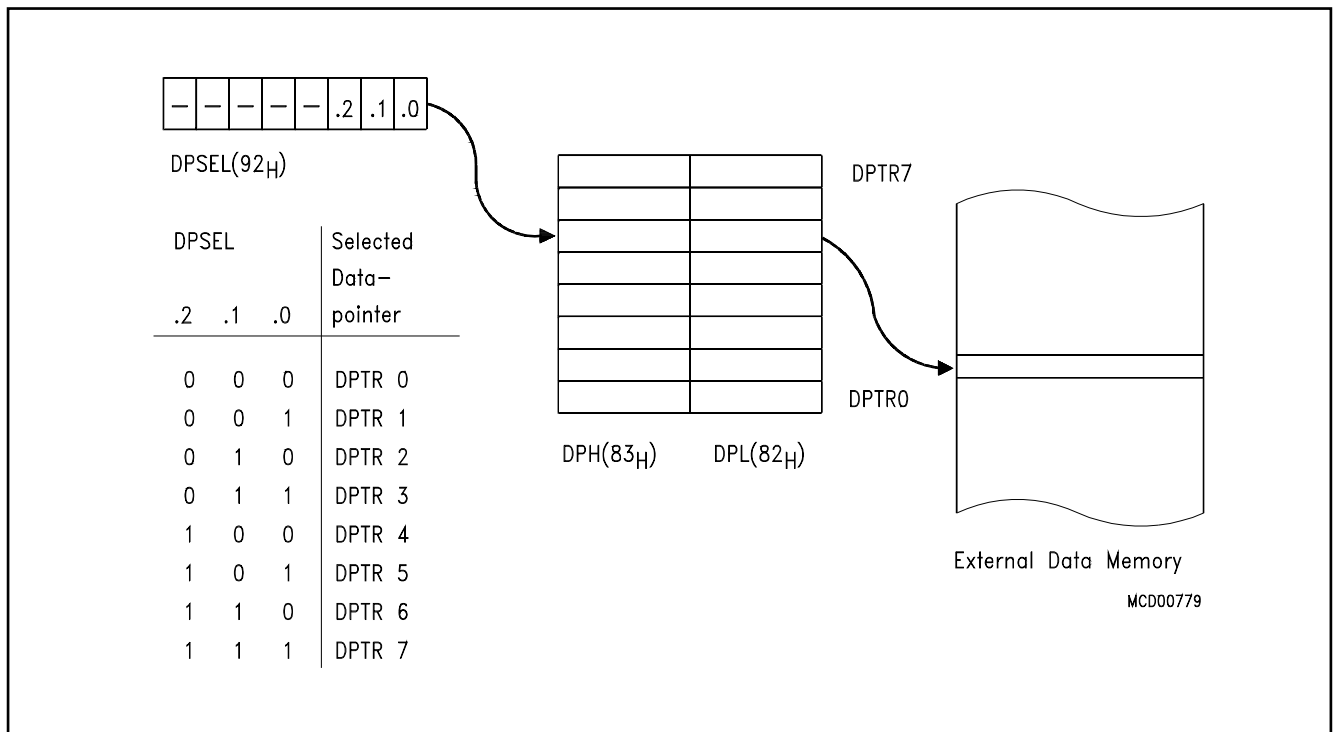 – – – – – .2 .1 .0
DPSEL(92H)
DPSEL Selected
Data–
.2 .1 .0 pointer
0 0 0 DPTR 0
0 0 1 DPTR 1
0 1 0 DPTR 2
0 1 1 DPTR 3
1 0 0 DPTR 4
1 0 1 DPTR 5
1 1 0 DPTR 6
1 1 1 DPTR 7
DPTR7
DPTR0
DPH(83H) DPL(82H)
External Data Memory
MCD00779